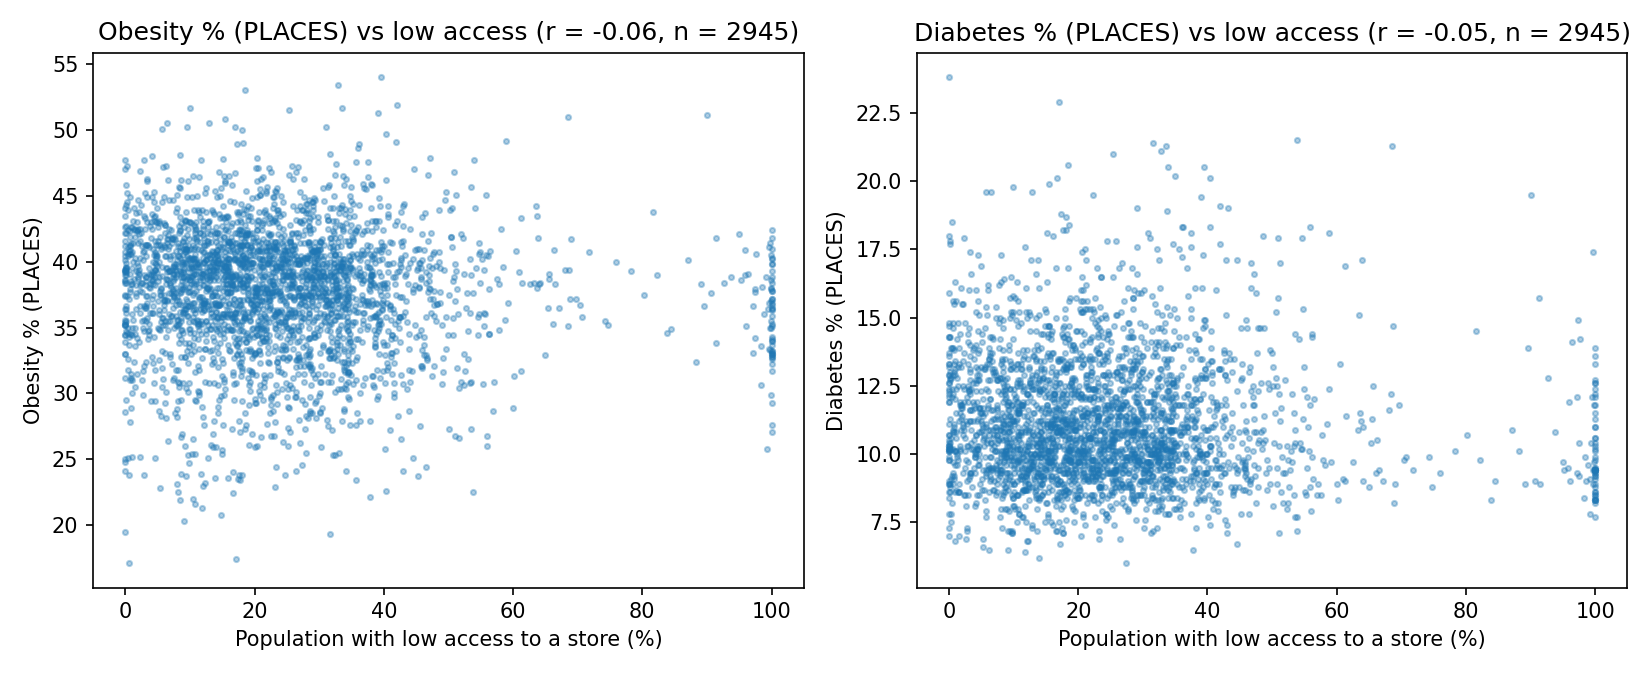 Obesity % (PLACES) vs low access (r = -0.06, n = 2945)
55
50
45
40
35
30
25
20
Obesity % (PLACES)
0 20 40 60 80 100
Population with low access to a store (%)
Diabetes % (PLACES) vs low access (r = -0.05, n = 2945)
22.5
20.0
17.5
15.0
12.5
10.0
7.5
Diabetes % (PLACES)
0 20 40 60 80 100
Population with low access to a store (%)